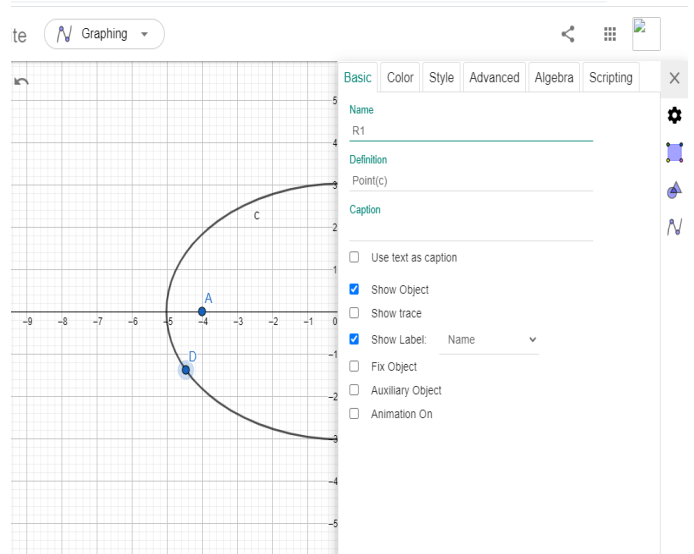 te Graphing
Basic Color Style Advanced Algebra Scripting
Name
R1
Definition
Point(c)
Caption
Use text as caption
Show Object
Show trace
Show Label: Name
Fix Object
Auxiliary Object
Animation On
5
4
3
c
2
1
A
-9 -8 -7 -6 -5 -4 -3 -2 -1 0
-1
D
-2
-3
-4
-5